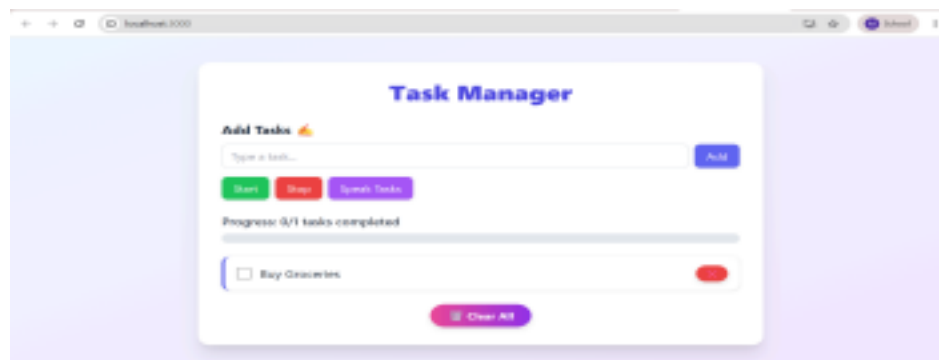 localhost:3000
School
Task Manager
Add Tasks ✍️
Type a task...
Add
Start Stop Speak Tasks
Progress: 0/1 tasks completed
Buy Groceries
Clear All